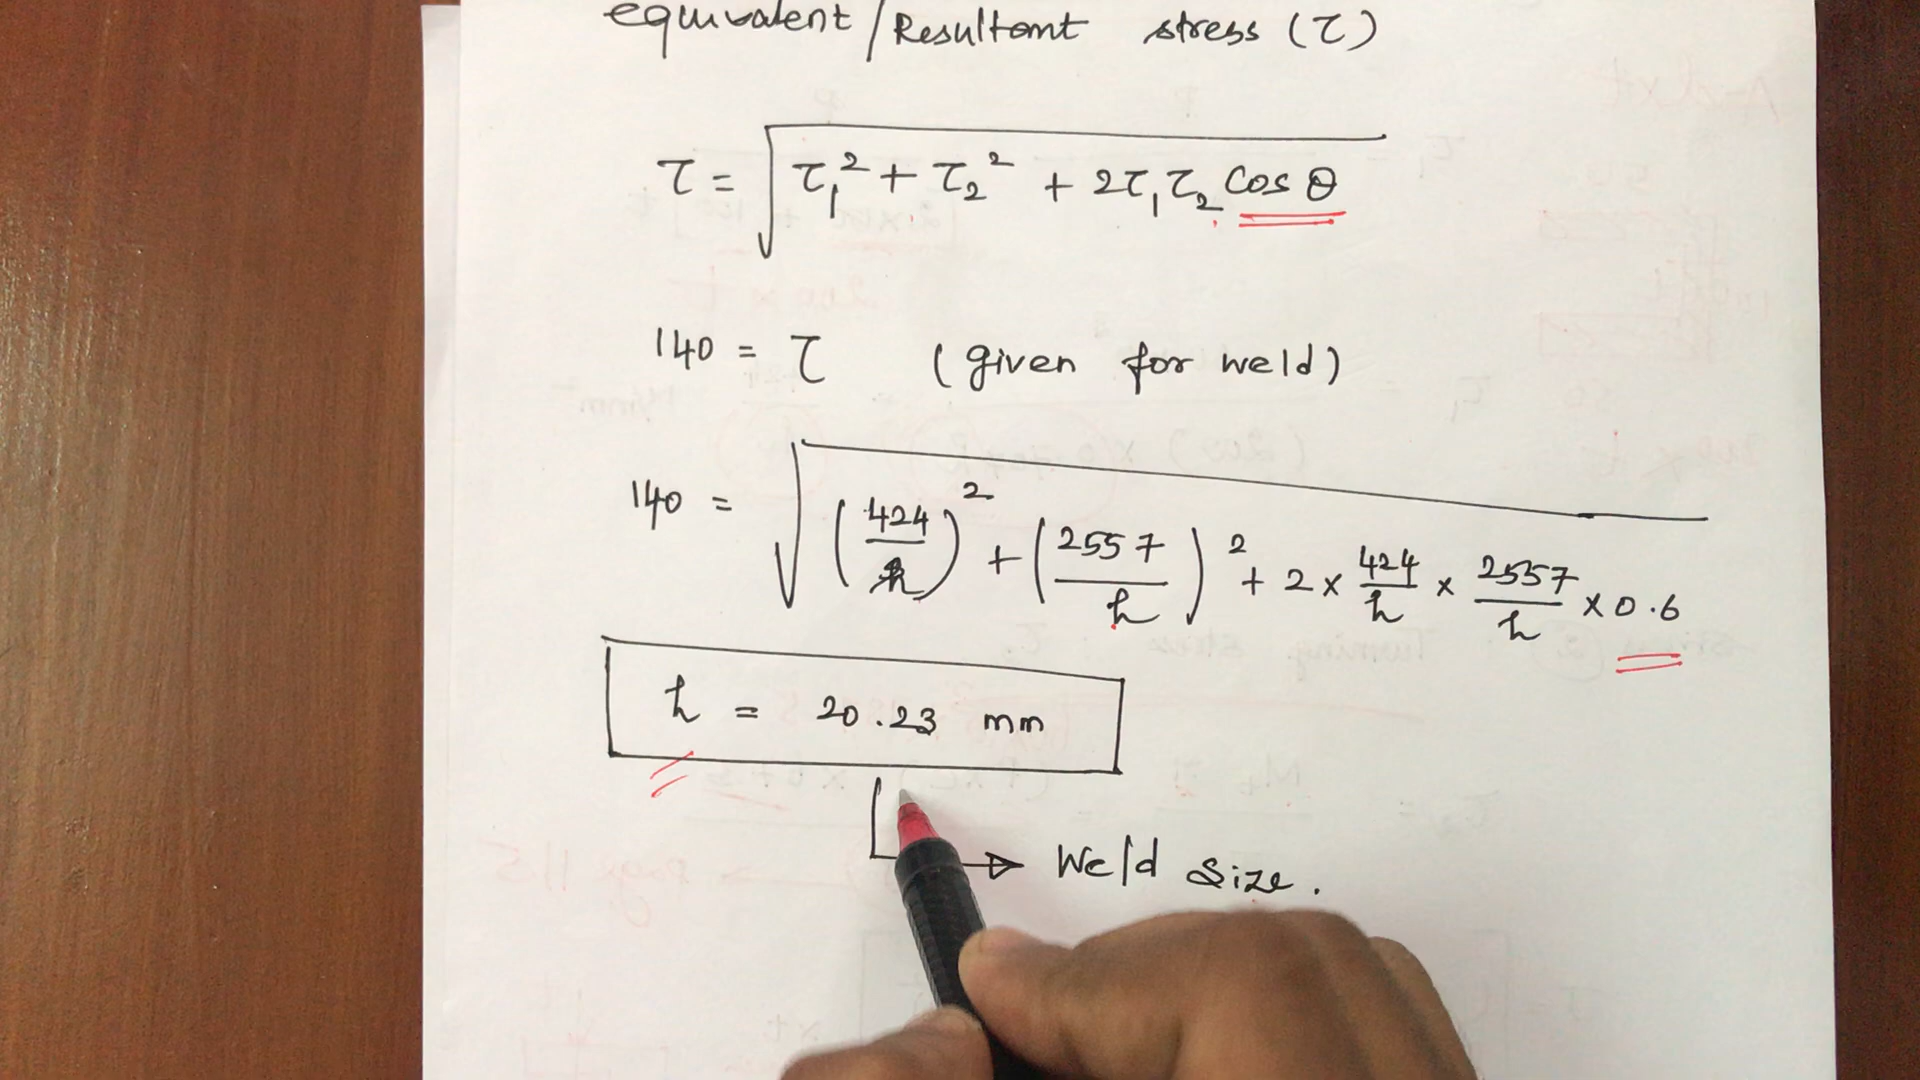 equivalent/Resultant stress (τ)
τ = √(τ₁² + τ₂² + 2τ₁τ₂ cos θ)
140 = τ (given for weld)
140 = √((424/h)² + (2557/h)² + 2 × 424/h × 2557/h × 0.6)
h = 20.23 mm
Weld size.